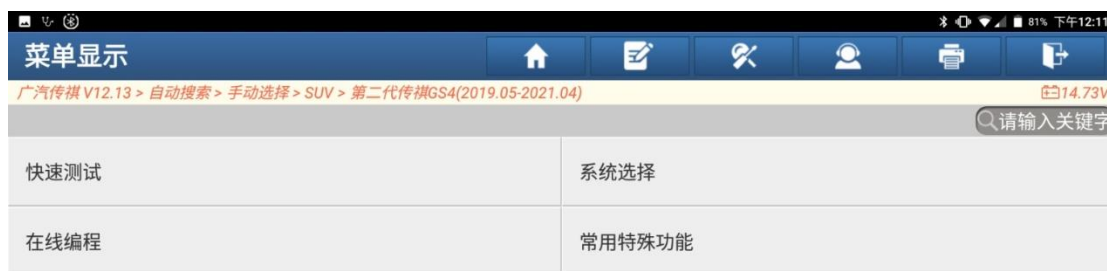 81% 下午12:11
菜单显示
广汽传祺 V12.13 > 自动搜索 > 手动选择 > SUV > 第二代传祺GS4(2019.05-2021.04) 14.73V
请输入关键字
快速测试 系统选择
在线编程 常用特殊功能